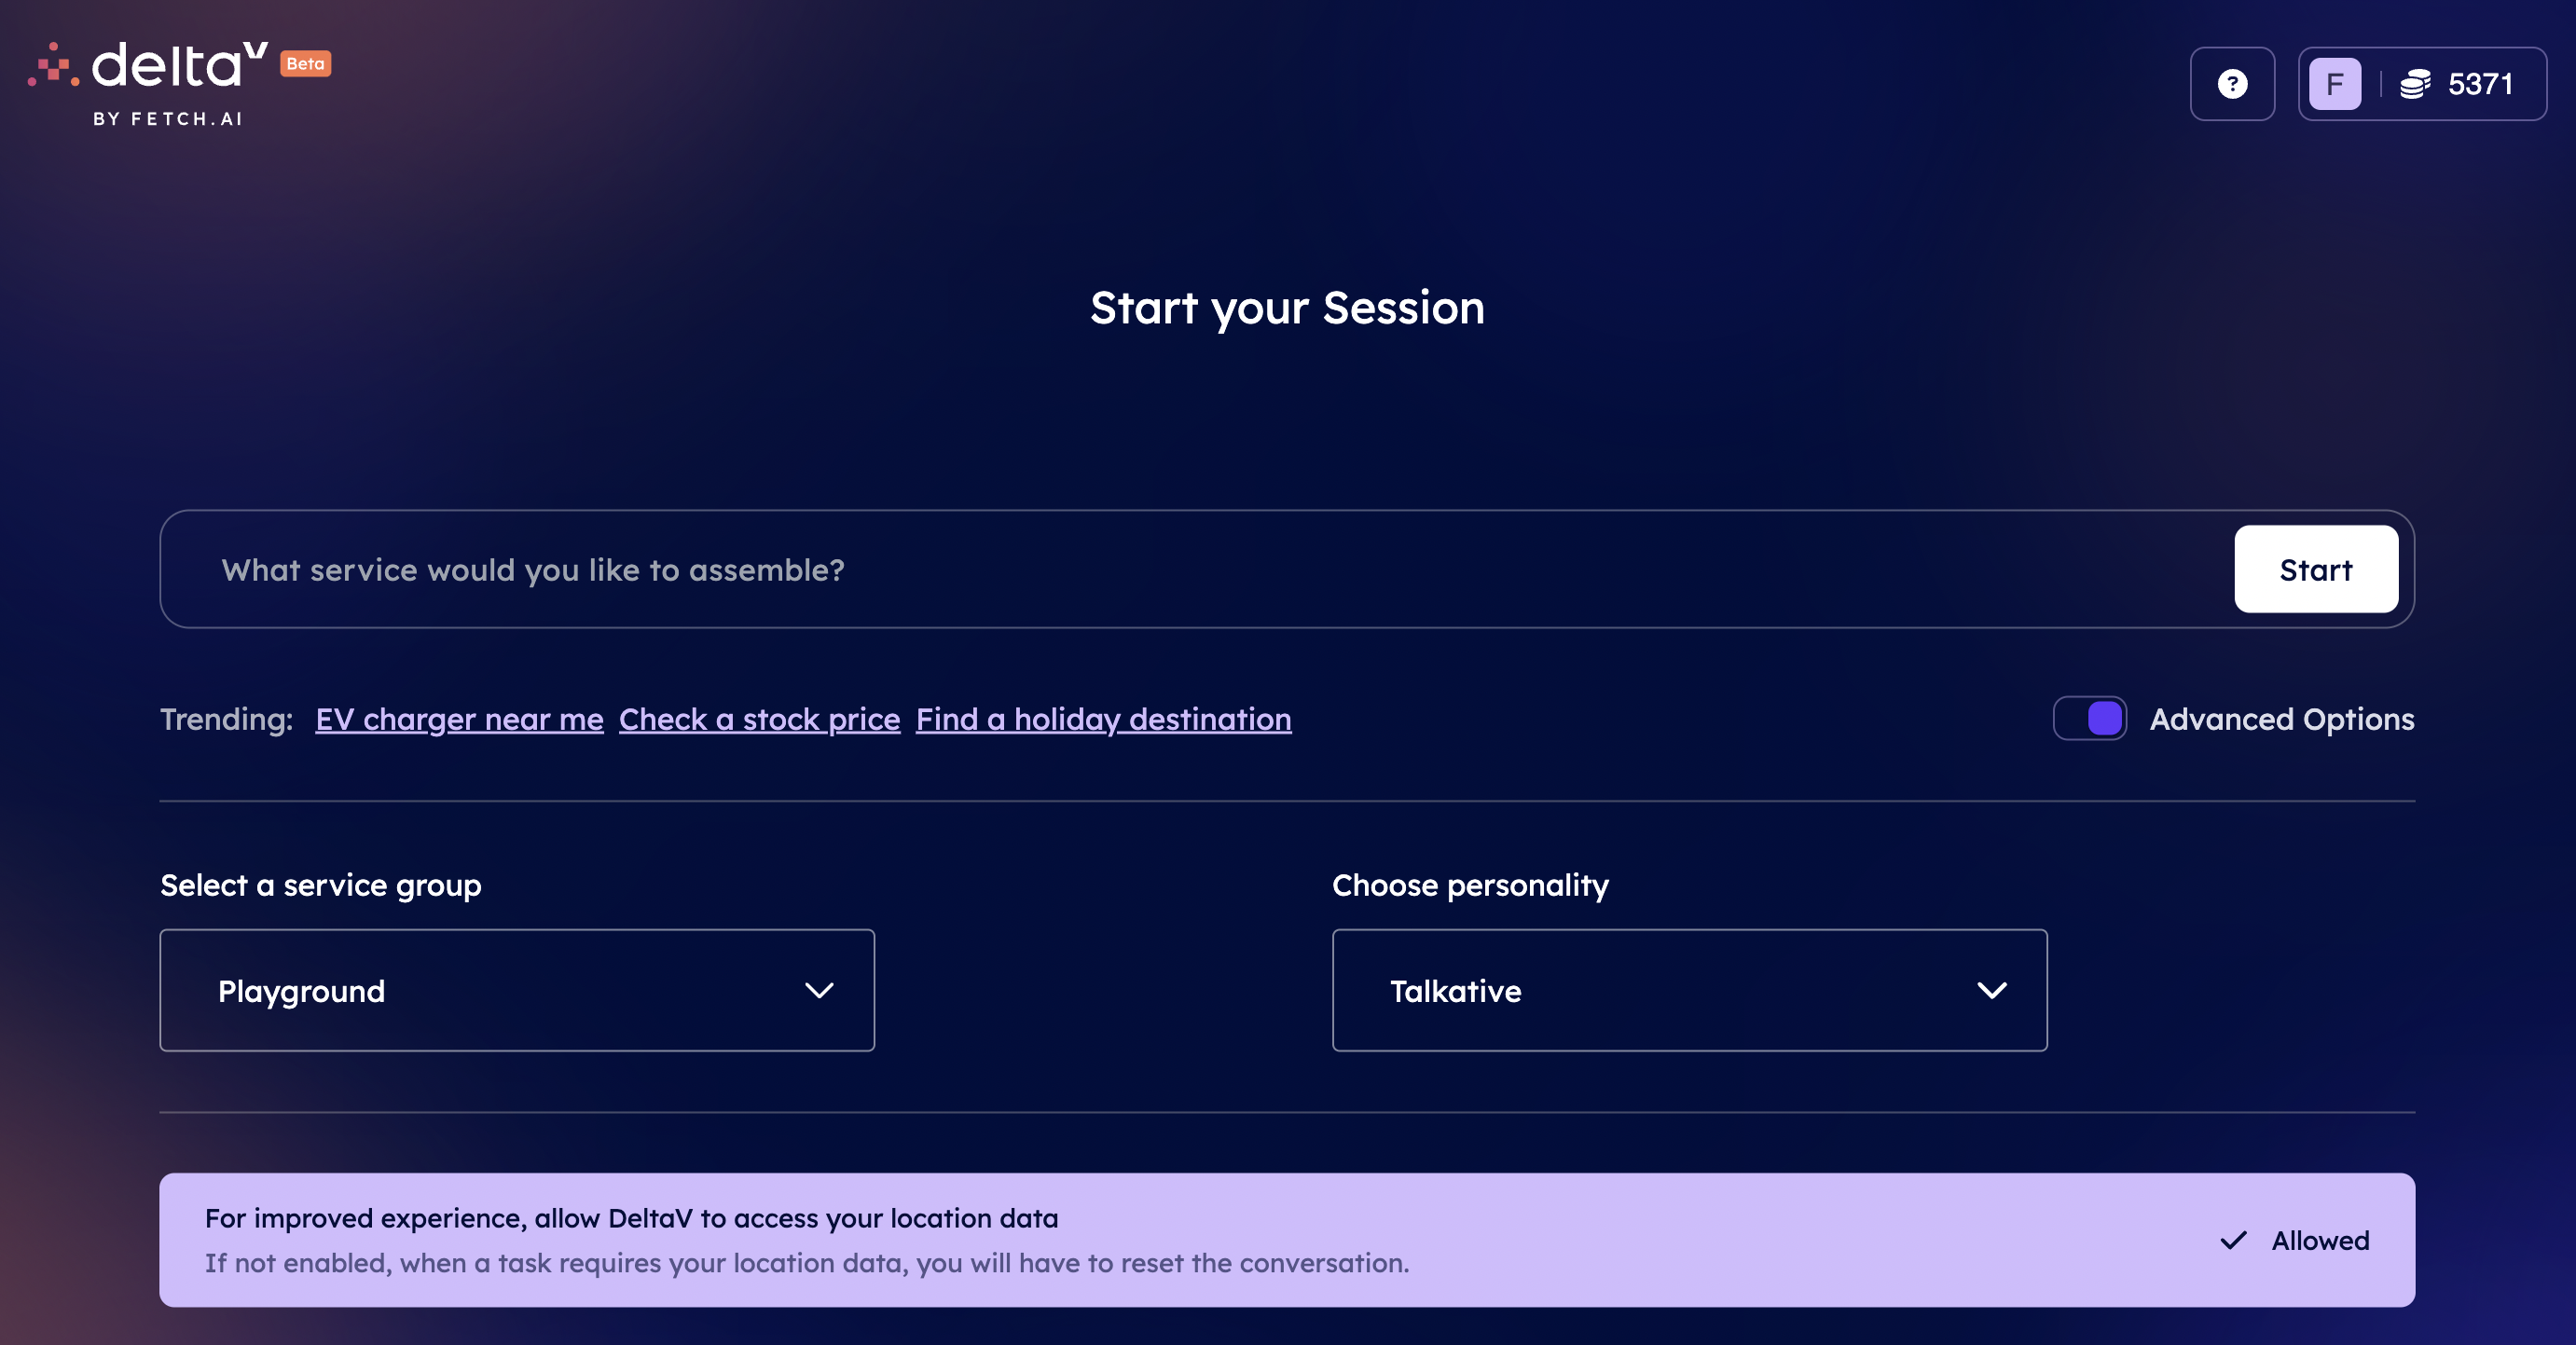 deltaV Beta
BY FETCH.AI
? F 5371
Start your Session
What service would you like to assemble? Start
Trending: EV charger near me Check a stock price Find a holiday destination Advanced Options
Select a service group Choose personality
Playground Talkative
For improved experience, allow DeltaV to access your location data
If not enabled, when a task requires your location data, you will have to reset the conversation.
Allowed